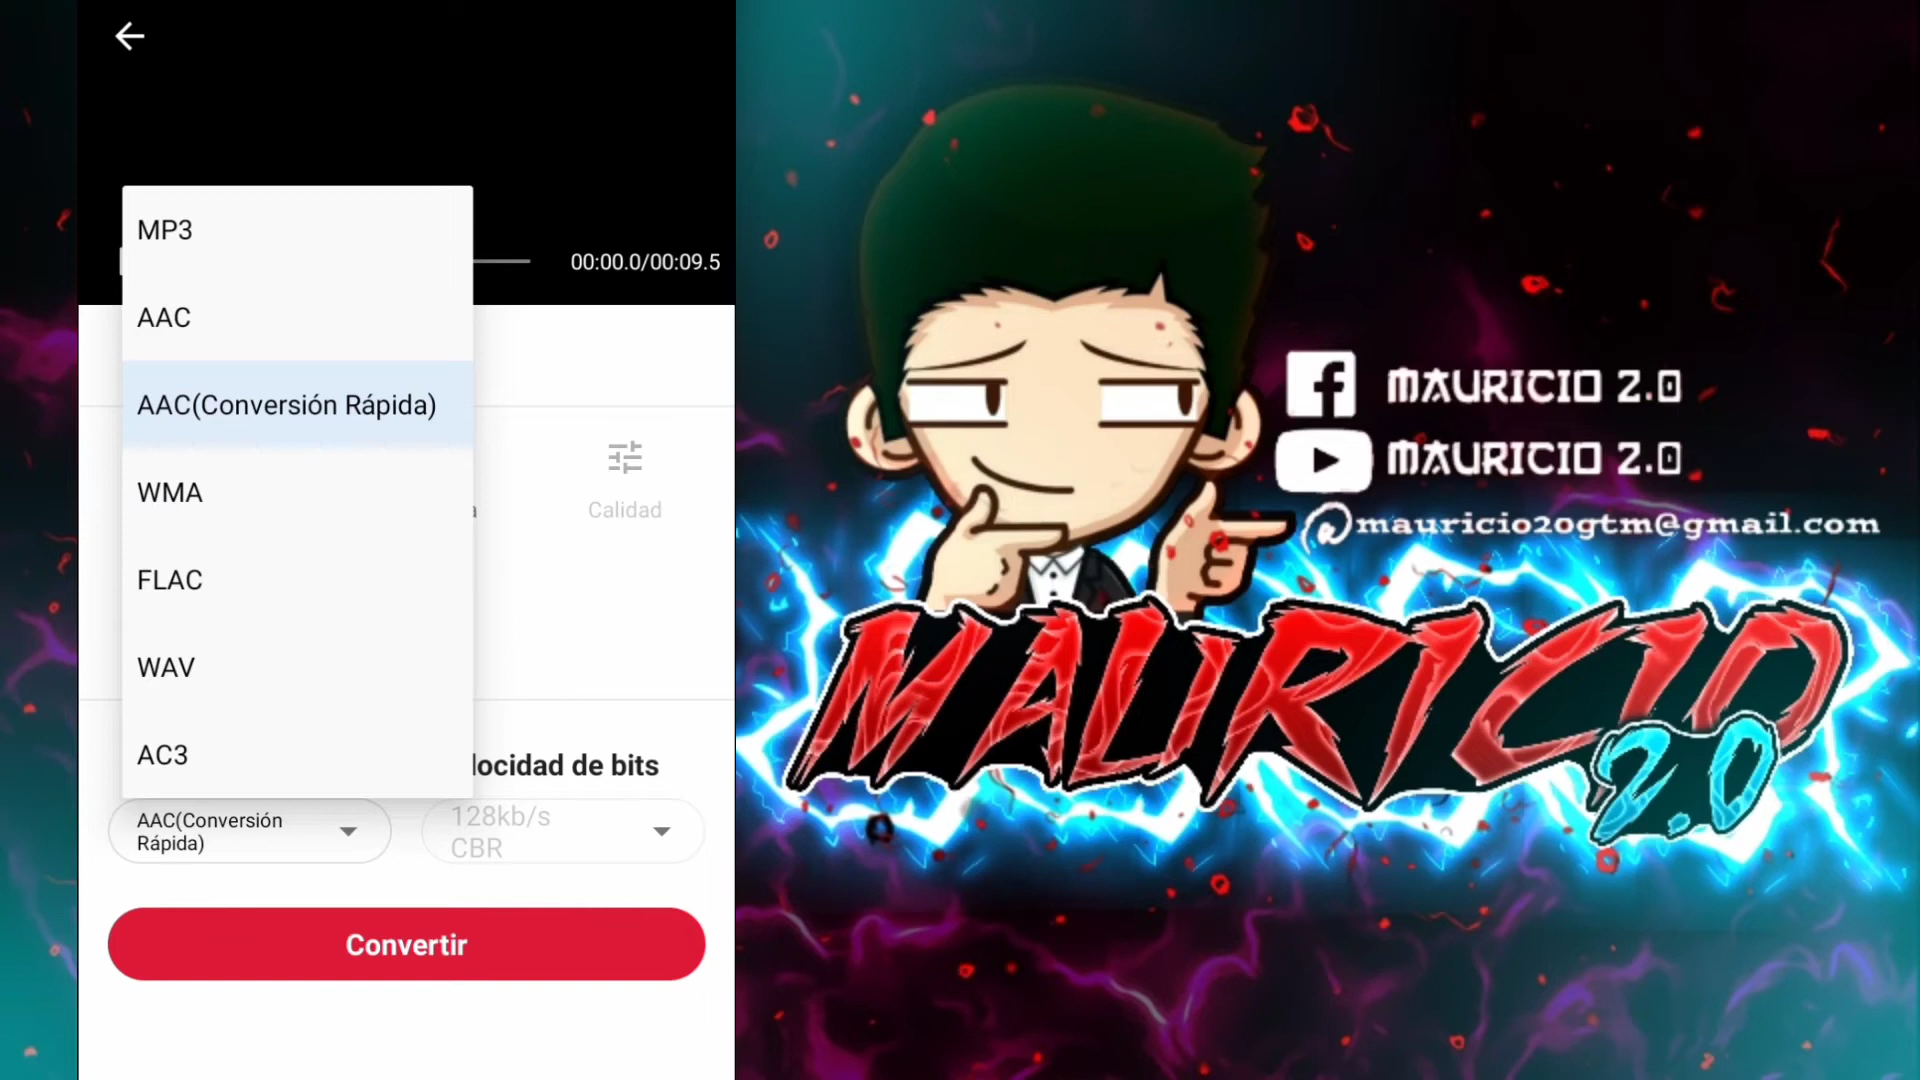 MP3
00:00.0/00:09.5
AAC
AAC(Conversión Rápida)
WMA
Calidad
FLAC
WAV
AC3
locidad de bits
AAC(Conversión
Rápida)
128kb/s
CBR
Convertir
MAURICIO 2.0
MAURICIO 2.0
@mauricio20gtm@gmail.com
MAURICIO
2.0